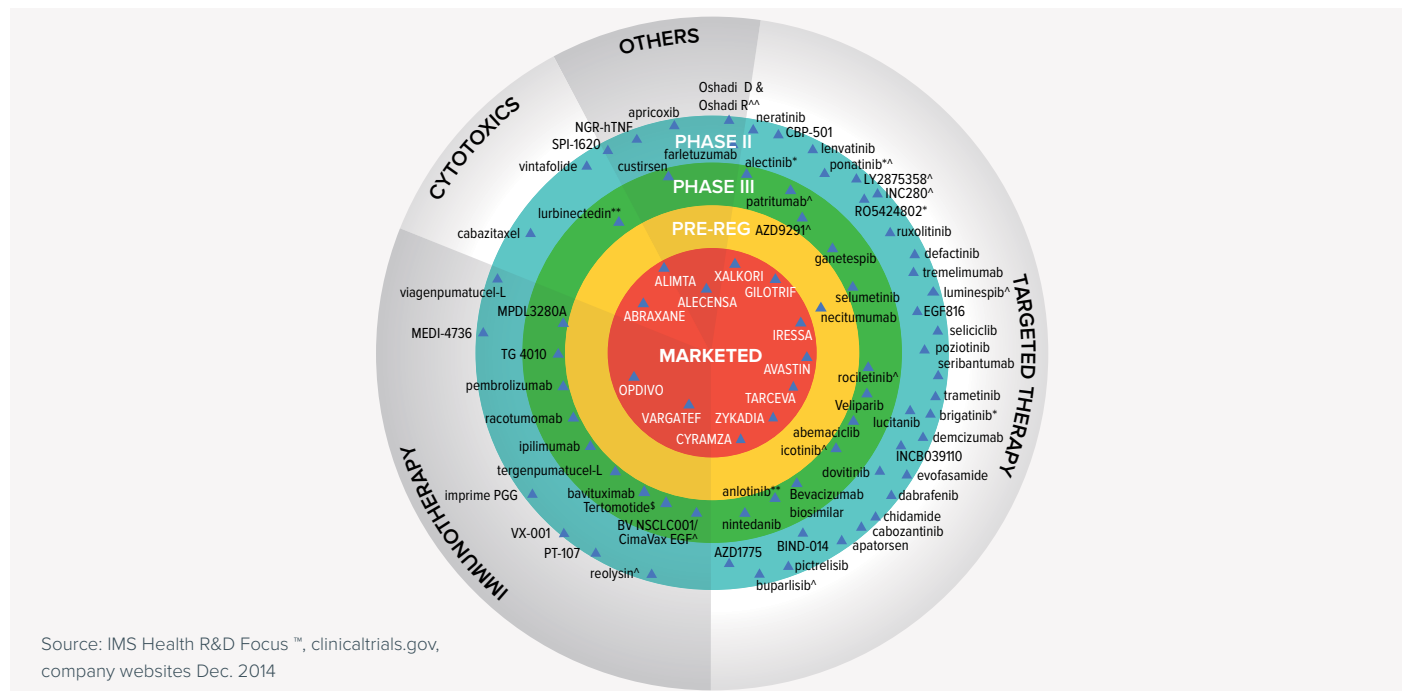 OTHERS
CYTOTOXICS
TARGETED THERAPY
IMMUNOTHERAPY
Oshadi D &
Oshadi R^^
apricoxib
neratinib
NGR-hTNF
CBP-501
SPI-1620
PHASE II
lenvatinib
farletuzumab
vintafolide
custirsen
alectinib*
ponatinib*^
LY2875358^
PHASE III
INC280^
patritumab^
RO5424802*
lurbinectedin**
PRE-REG
AZD9291^
cabazitaxel
ruxolitinib
ganetespib
defactinib
tremelimumab
ALIMTA
XALKORI
GILOTRIF
viagenpumatucel-L
luminespib^
ALECENSA
selumetinib
MPDL3280A
ABRAXANE
necitumumab
EGF816
MEDI-4736
IRESSA
seliciclib
TG 4010
MARKETED
poziotinib
seribantumab
AVASTIN
rociletinib^
pembrolizumab
OPDIVO
TARCEVA
Veliparib
trametinib
racotumomab
VARGATEF
ZYKADIA
lucitanib
brigatinib*
abemaciclib
CYRAMZA
demcizumab
ipilimumab
icotinib^
INCB039110
tergenpumatucel-L
dovitinib
evofasamide
imprime PGG
bavituximab
anlotinib**
Bevacizumab
biosimilar
dabrafenib
Tertomotide$
VX-001
BV NSCLC001/
CimaVax EGF^
nintedanib
chidamide
cabozantinib
PT-107
AZD1775
BIND-014
apatorsen
reolysin^
pictrelisib
buparlisib^
Source: IMS Health R&D Focus ™, clinicaltrials.gov,
company websites Dec. 2014